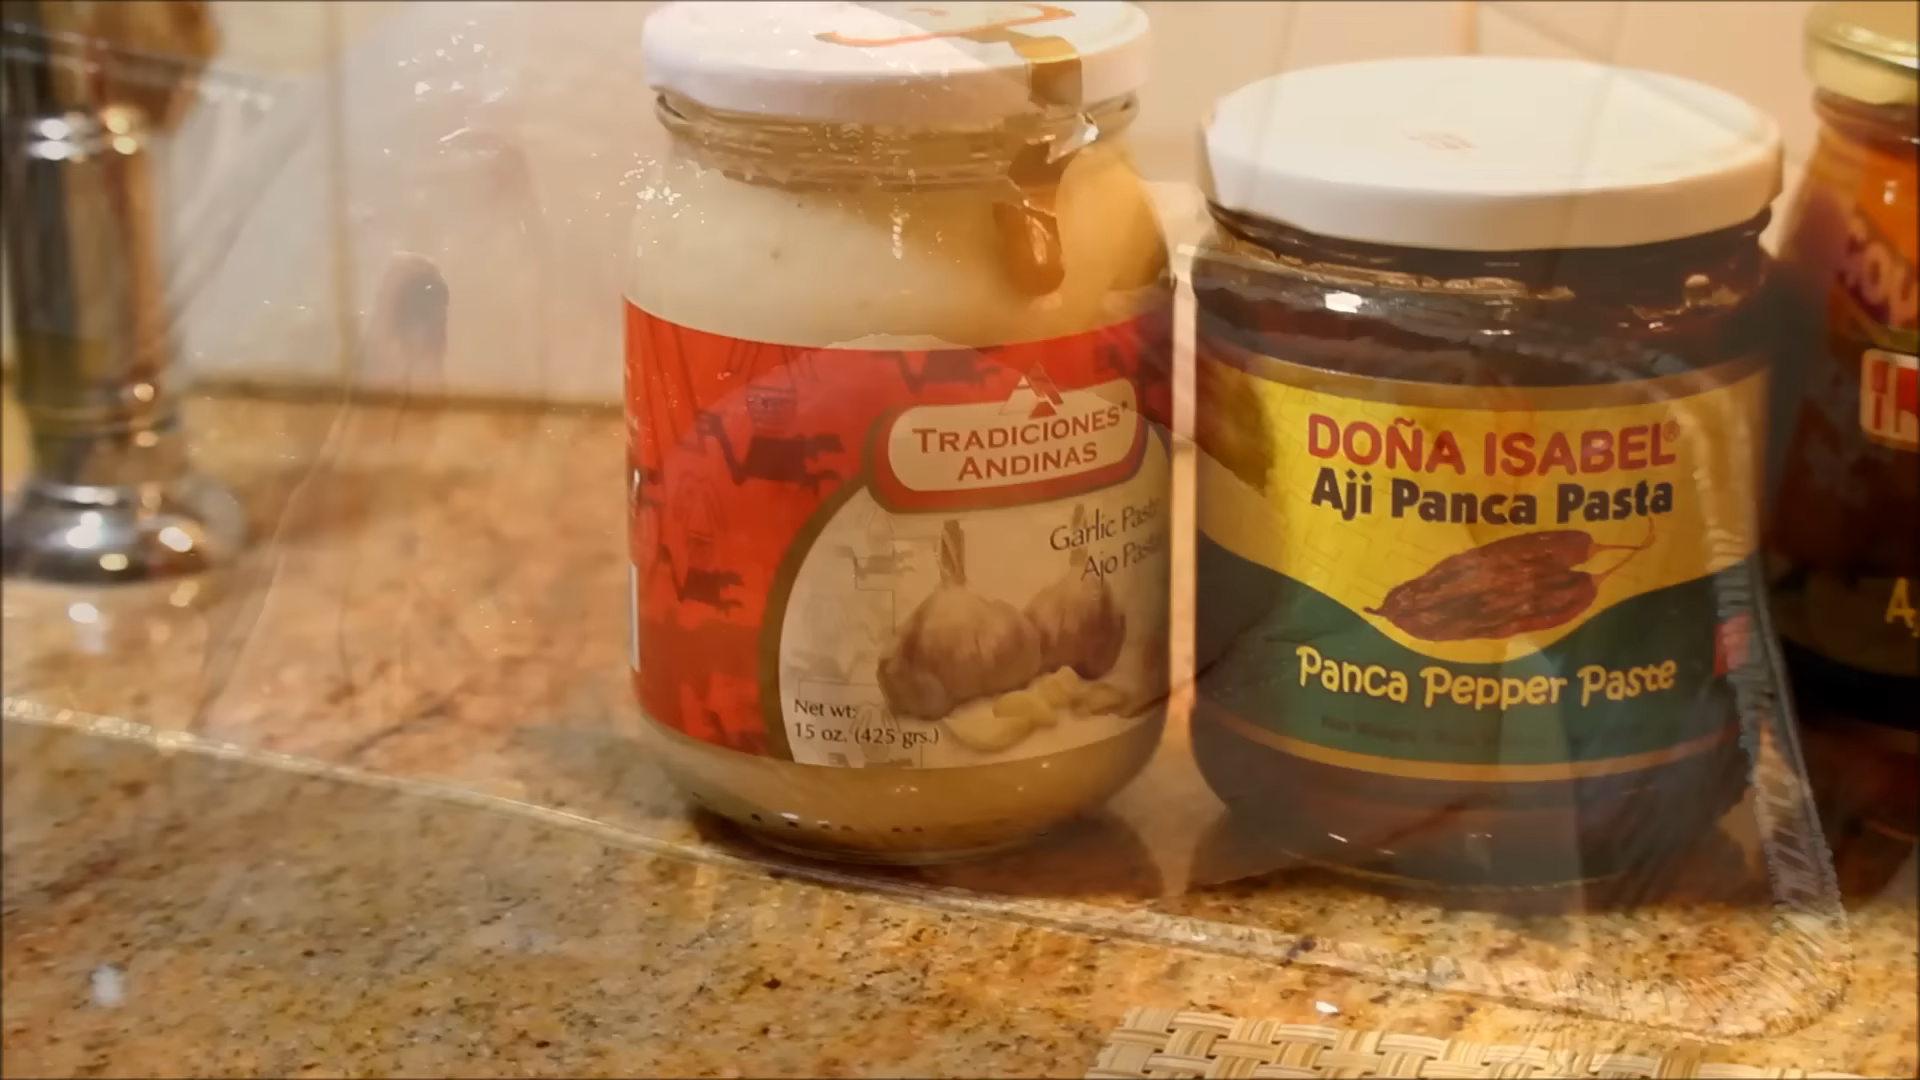 TRADICIONES®
ANDINAS
Garlic Paste
Ajo Pasta
Net wt:
15 oz. (425 grs.)
DOÑA ISABEL®
Aji Panca Pasta
Panca Pepper Paste